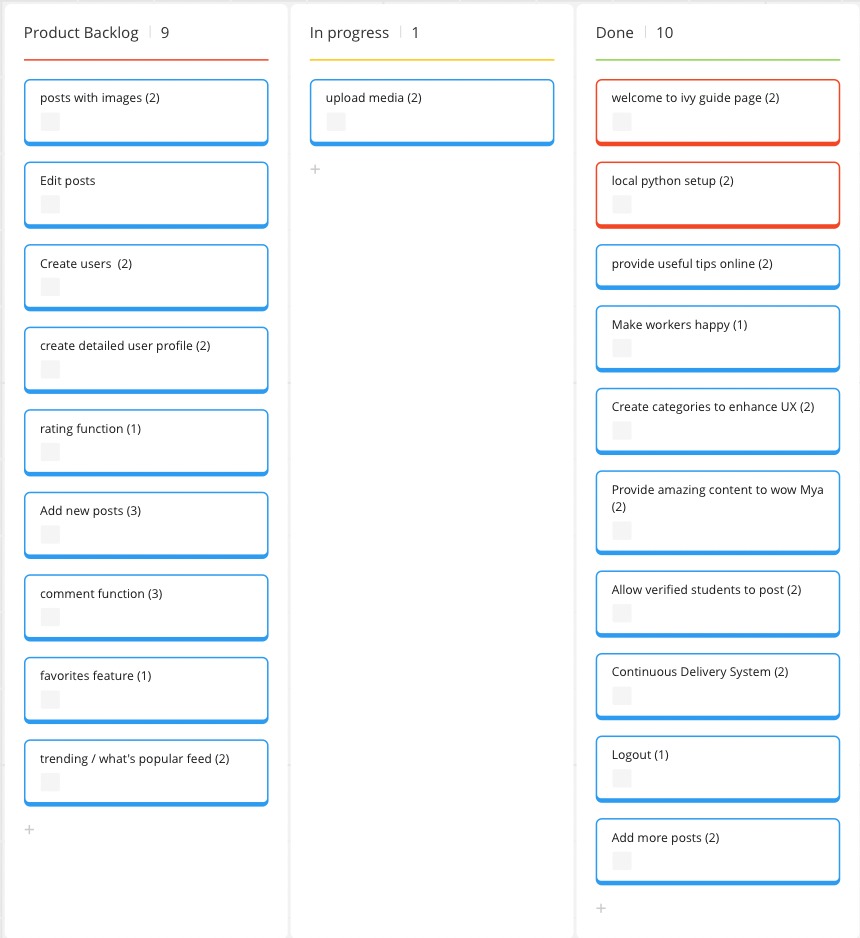 Product Backlog | 9
posts with images (2)
Edit posts
Create users  (2)
create detailed user profile (2)
rating function (1)
Add new posts (3)
comment function (3)
favorites feature (1)
trending / what's popular feed (2)
+
In progress | 1
upload media (2)
+
Done | 10
welcome to ivy guide page (2)
local python setup (2)
provide useful tips online (2)
Make workers happy (1)
Create categories to enhance UX (2)
Provide amazing content to wow Mya
(2)
Allow verified students to post (2)
Continuous Delivery System (2)
Logout (1)
Add more posts (2)
+